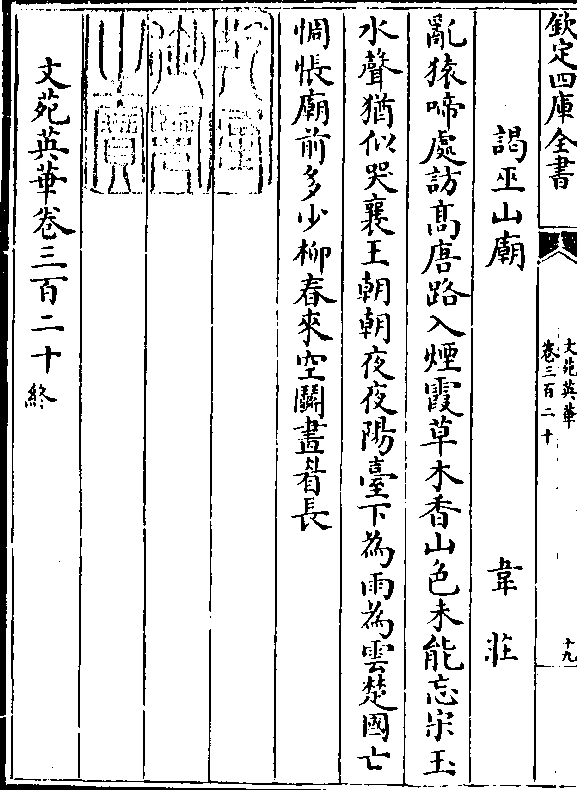 欽定四庫全書
文苑英華
卷三百二十
十九
謁巫山廟 韋莊
亂猿啼處訪髙唐路入煙霞草木香山色未能忘宋玉
水聲猶似哭襄王朝朝夜夜陽臺下為雨為雲楚國亡
惆悵廟前多少柳春來空鬭畫眉長
文苑英華卷三百二十終